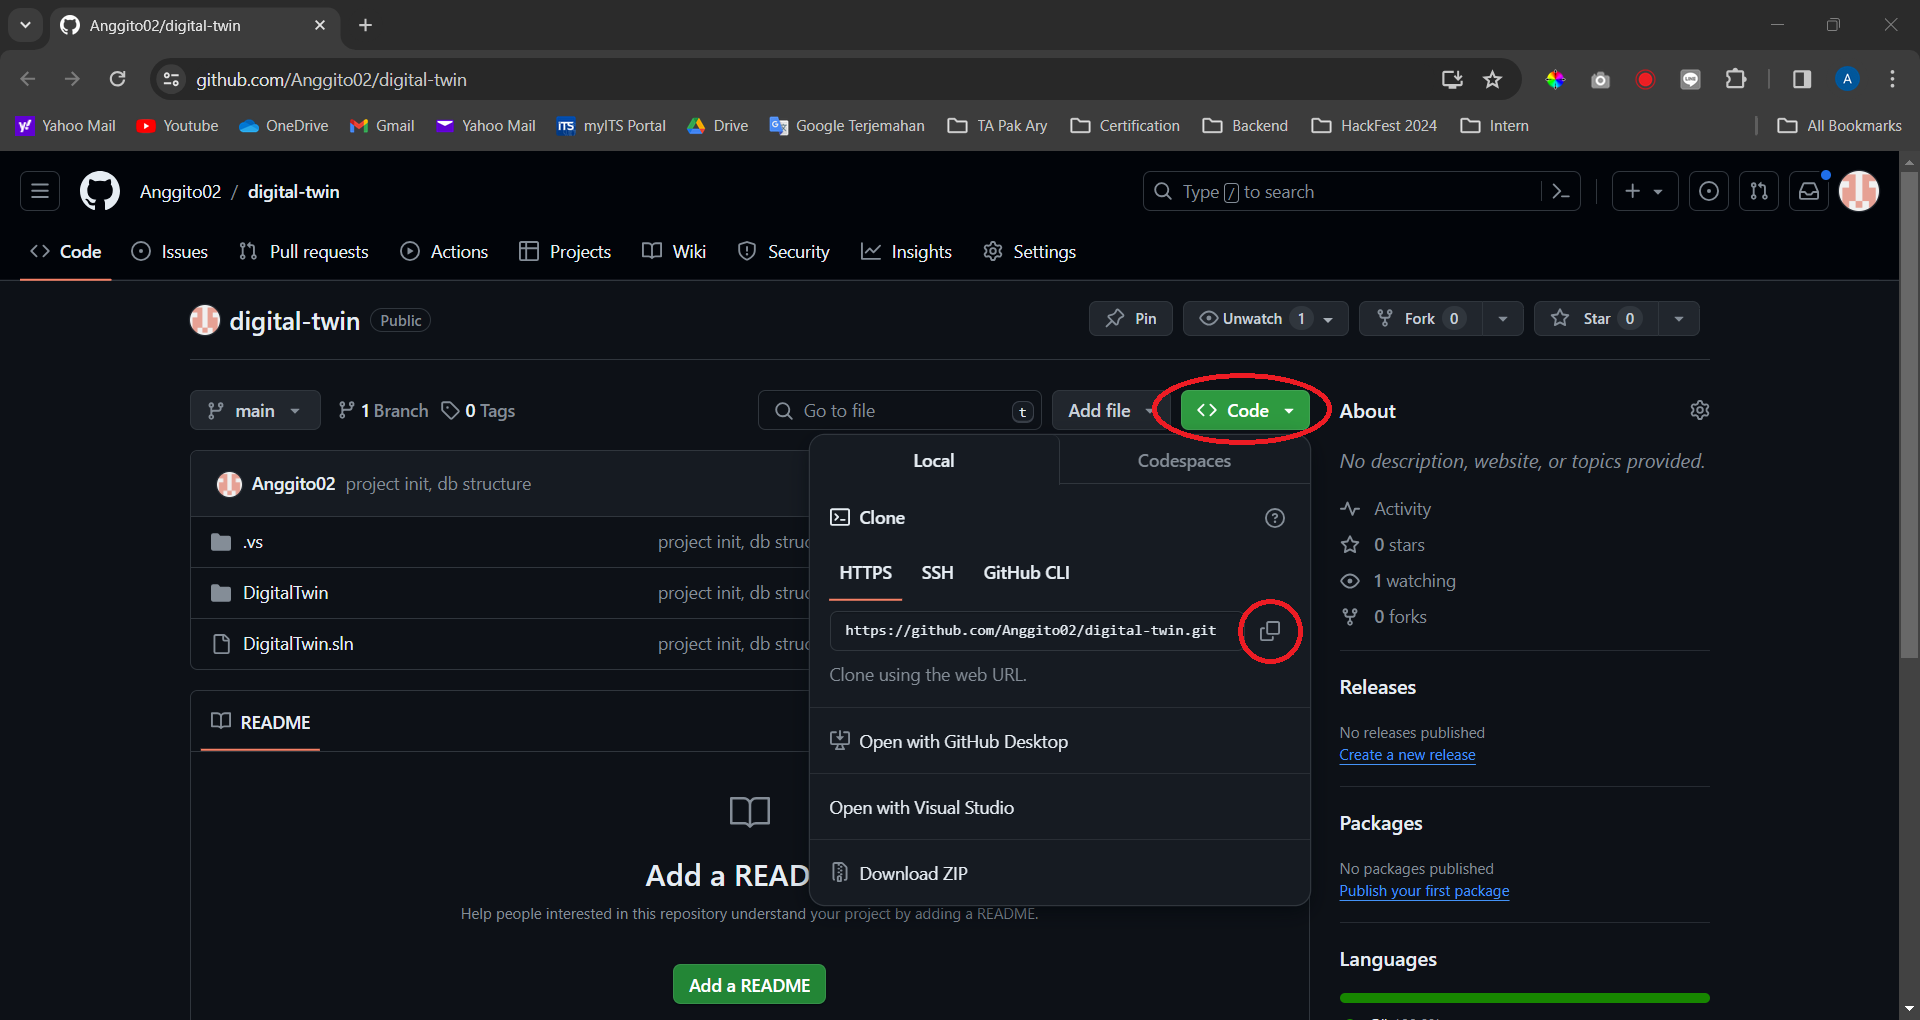 Anggito02/digital-twin
github.com/Anggito02/digital-twin
A
Yahoo Mail Youtube OneDrive Gmail Yahoo Mail ITS myITS Portal Drive Google Terjemahan TA Pak Ary Certification Backend HackFest 2024 Intern All Bookmarks
Anggito02 / digital-twin
Type / to search
Code Issues Pull requests Actions Projects Wiki Security Insights Settings
digital-twin Public
Pin Unwatch 1 Fork 0 Star 0
main 1 Branch 0 Tags
Go to file t
Add file
<> Code
Local Codespaces
Clone
HTTPS SSH GitHub CLI
https://github.com/Anggito02/digital-twin.git
Clone using the web URL.
Open with GitHub Desktop
Open with Visual Studio
Download ZIP
Anggito02 project init, db structure
.vs project init, db struc
DigitalTwin project init, db struc
DigitalTwin.sln project init, db struc
README
Add a READ
Help people interested in this repository understand your project by adding a README.
Add a README
About
No description, website, or topics provided.
Activity
0 stars
1 watching
0 forks
Releases
No releases published
Create a new release
Packages
No packages published
Publish your first package
Languages